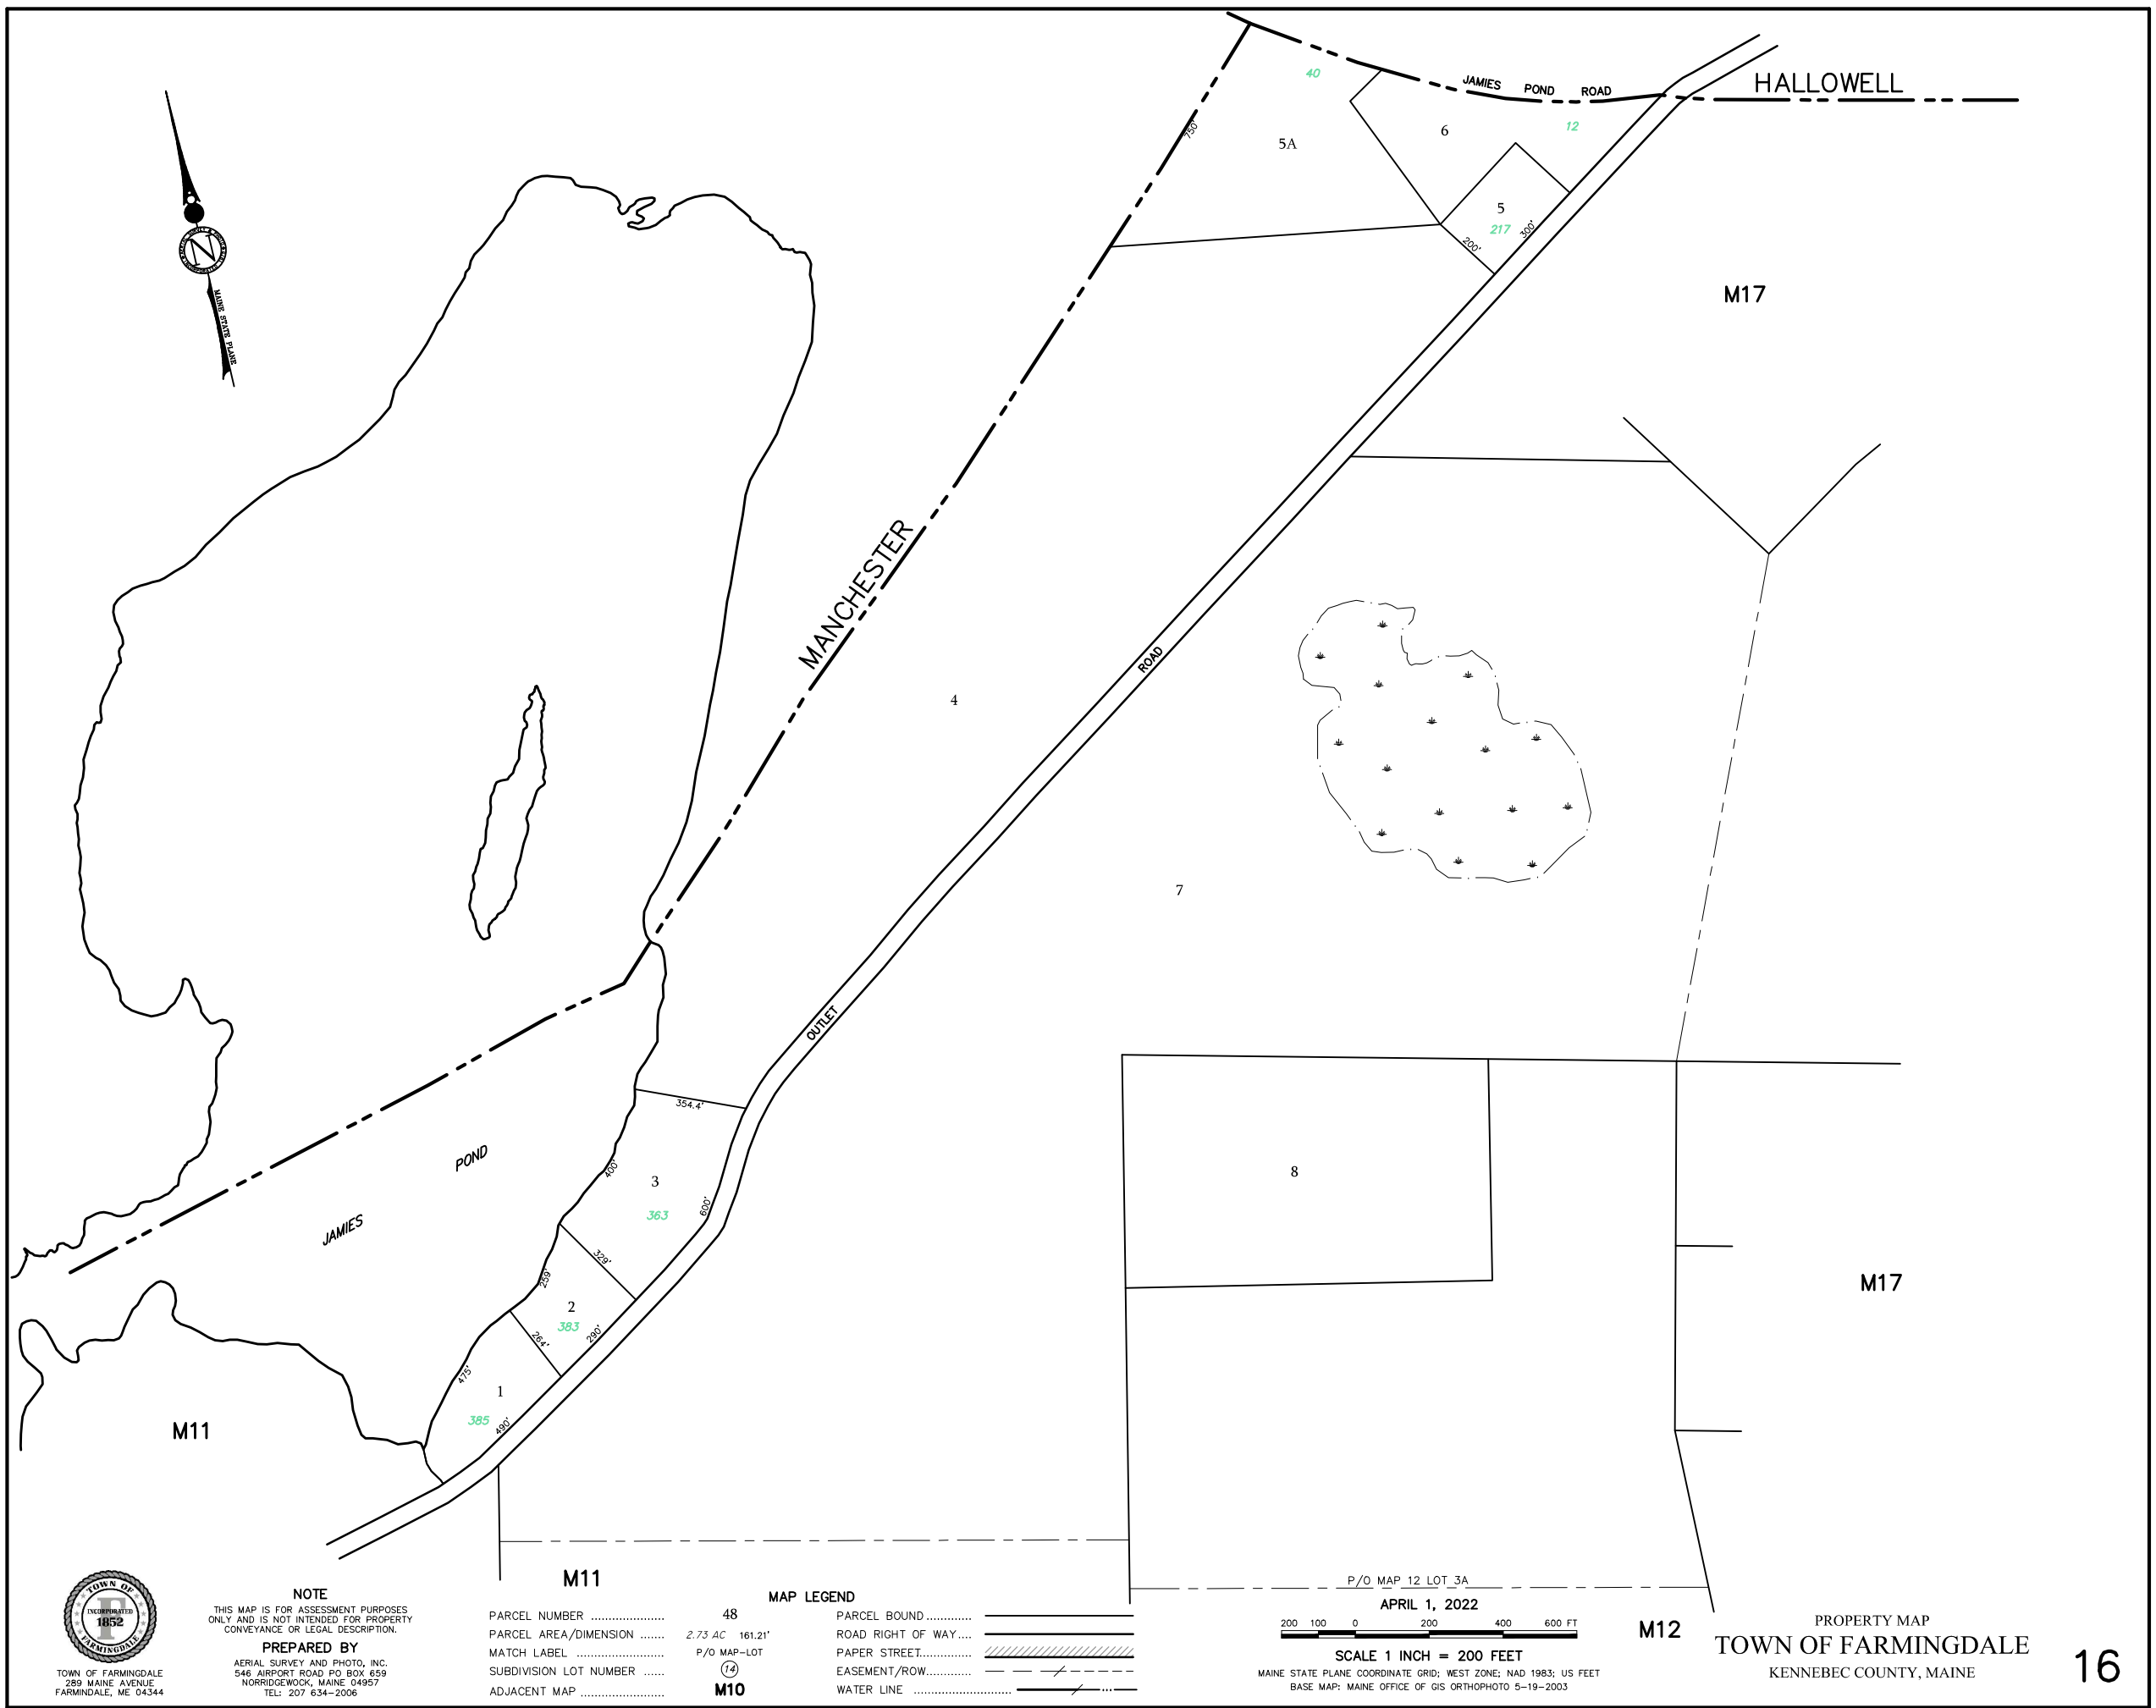 HALLOWELL
JAMIES POND ROAD
40
12
5A
6
750'
5
217
200'
300'
N
MAINE STATE PLANE
M17
MANCHESTER
ROAD
4
7
OUTLET
354.4'
POND
JAMIES
400'
3
363
600'
8
329'
259'
2
383
290'
264'
M17
475'
1
385
490'
M11
M11
P/O MAP 12 LOT 3A
M12
TOWN OF
INCORPORATED
F
1852
FARMINGDALE
TOWN OF FARMINGDALE
289 MAINE AVENUE
FARMINDALE, ME 04344
NOTE
THIS MAP IS FOR ASSESSMENT PURPOSES
ONLY AND IS NOT INTENDED FOR PROPERTY
CONVEYANCE OR LEGAL DESCRIPTION.
PREPARED BY
AERIAL SURVEY AND PHOTO, INC.
546 AIRPORT ROAD PO BOX 659
NORRIDGEWOCK, MAINE 04957
TEL: 207 634-2006
MAP LEGEND
PARCEL NUMBER ..................... 48
PARCEL AREA/DIMENSION ....... 2.73 AC 161.21'
MATCH LABEL ......................... P/O MAP-LOT
SUBDIVISION LOT NUMBER ...... 14
ADJACENT MAP ........................ M10
PARCEL BOUND.............
ROAD RIGHT OF WAY....
PAPER STREET...............
EASEMENT/ROW.............
WATER LINE ............................
APRIL 1, 2022
200 100 0 200 400 600 FT
SCALE 1 INCH = 200 FEET
MAINE STATE PLANE COORDINATE GRID; WEST ZONE; NAD 1983; US FEET
BASE MAP: MAINE OFFICE OF GIS ORTHOPHOTO 5-19-2003
PROPERTY MAP
TOWN OF FARMINGDALE
KENNEBEC COUNTY, MAINE
16